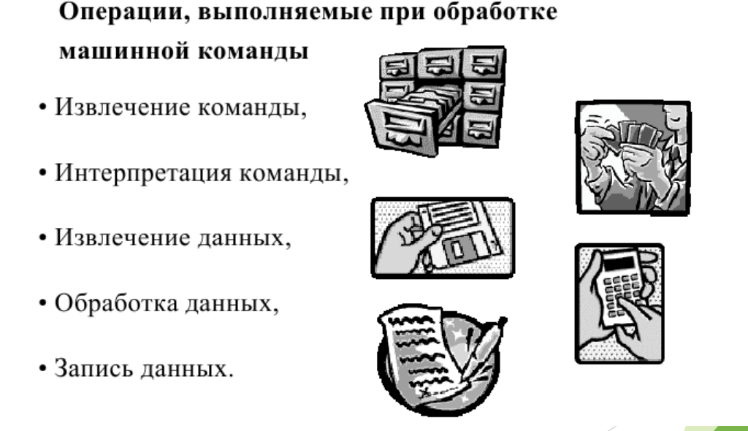 Операции, выполняемые при обработке
машинной команды
• Извлечение команды,
• Интерпретация команды,
• Извлечение данных,
• Обработка данных,
• Запись данных.